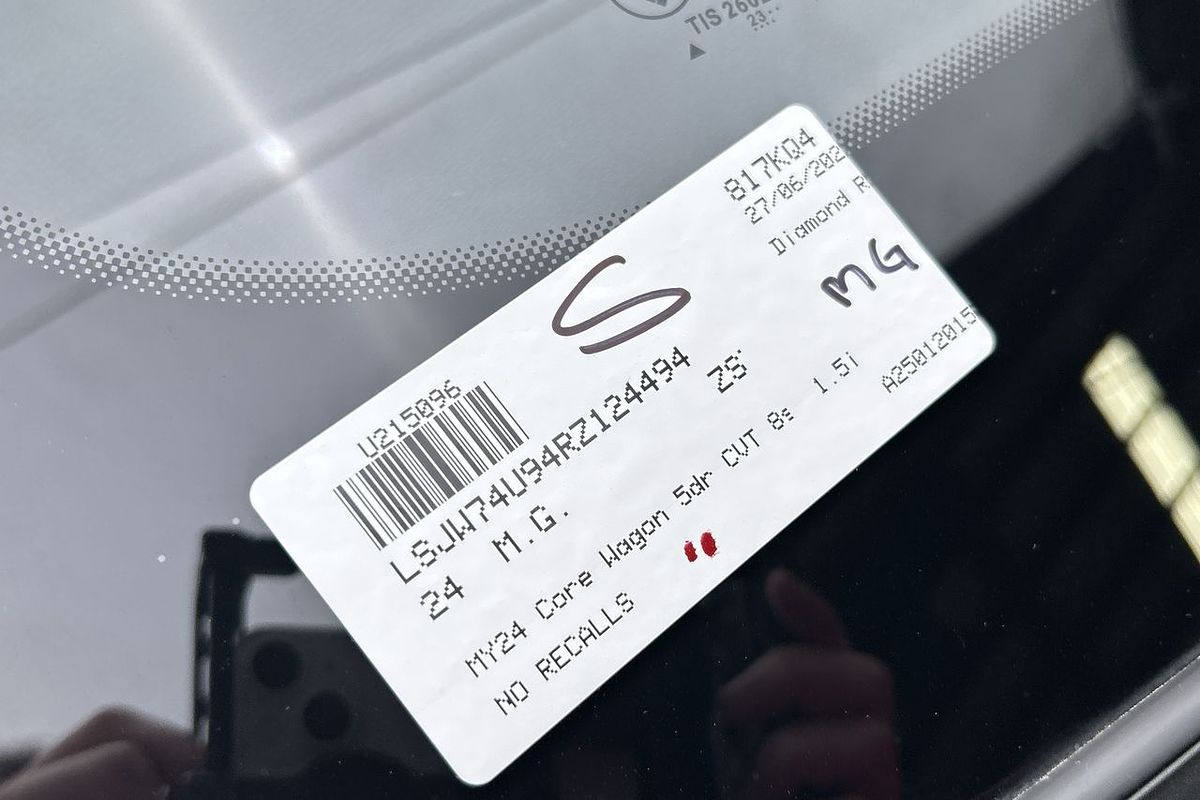 TIS 2602
23..
817KQ4
27/06/202
Diamond R
S
MG
U215096
LSJW74U94RZ124494
24 M.G. ZS
MY24 Core Wagon 5dr CVT 8s 1.5i
A25012015
NO RECALLS